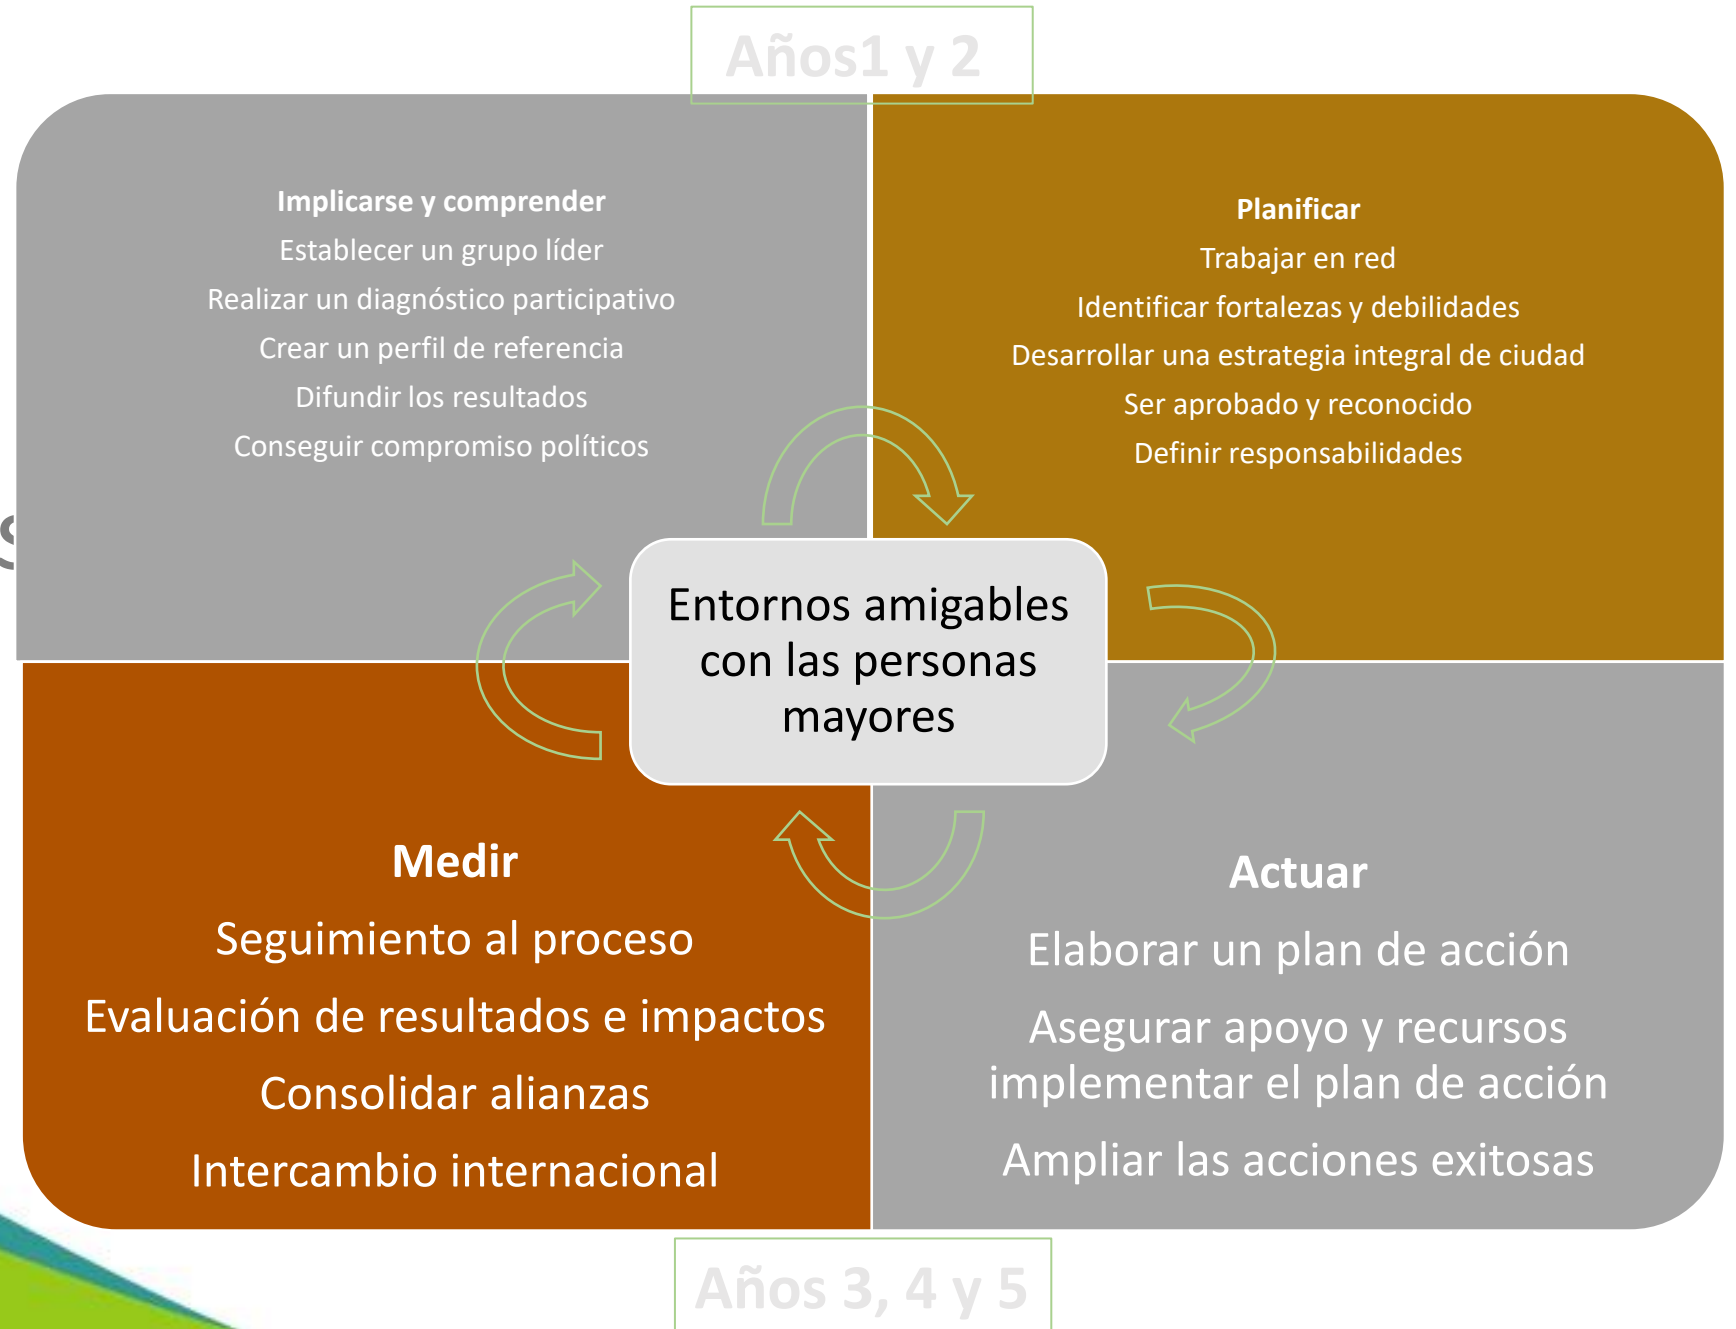 Años1 y 2
Implicarse y comprender
Establecer un grupo líder
Realizar un diagnóstico participativo
Crear un perfil de referencia
Difundir los resultados
Conseguir compromiso políticos
Planificar
Trabajar en red
Identificar fortalezas y debilidades
Desarrollar una estrategia integral de ciudad
Ser aprobado y reconocido
Definir responsabilidades
Entornos amigables
con las personas
mayores
Medir
Seguimiento al proceso
Evaluación de resultados e impactos
Consolidar alianzas
Intercambio internacional
Actuar
Elaborar un plan de acción
Asegurar apoyo y recursos
implementar el plan de acción
Ampliar las acciones exitosas
Años 3, 4 y 5